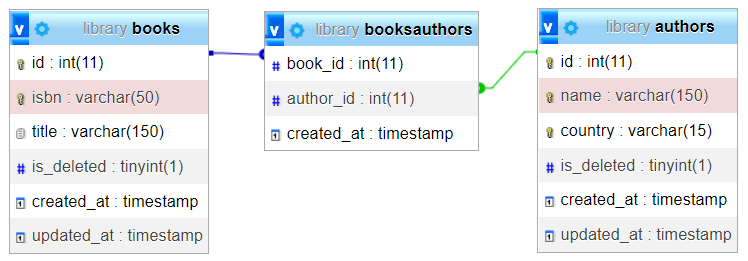 v library books
id : int(11)
isbn : varchar(50)
title : varchar(150)
is_deleted : tinyint(1)
created_at : timestamp
updated_at : timestamp
v library booksauthors
book_id : int(11)
author_id : int(11)
created_at : timestamp
v library authors
id : int(11)
name : varchar(150)
country : varchar(15)
is_deleted : tinyint(1)
created_at : timestamp
updated_at : timestamp